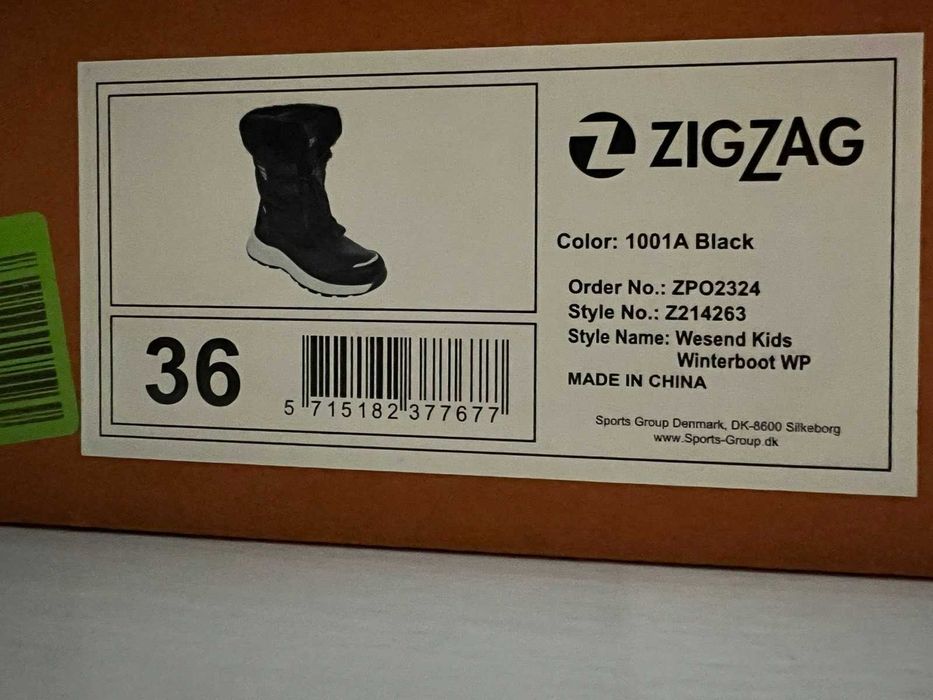 ZIGZAG
Color: 1001A Black
Order No.: ZPO2324
Style No.: Z214263
Style Name: Wesend Kids
Winterboot WP
MADE IN CHINA
36
5 715182 377677
Sports Group Denmark, DK-8600 Silkeborg
www.Sports-Group.dk